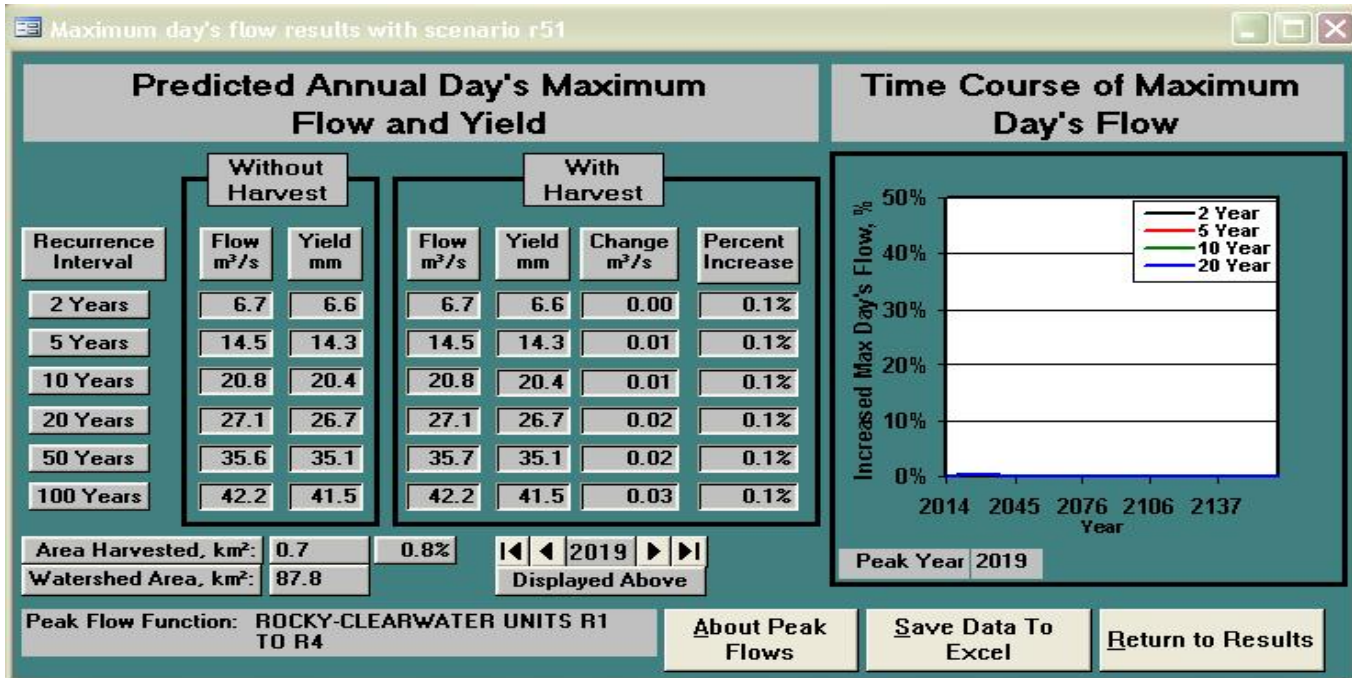 Maximum day's flow results with scenario r51
Predicted Annual Day's Maximum
Flow and Yield
Without
Harvest
With
Harvest
Recurrence
Interval
Flow
m³/s
Yield
mm
Flow
m³/s
Yield
mm
Change
m³/s
Percent
Increase
2 Years 6.7 6.6 6.7 6.6 0.00 0.1%
5 Years 14.5 14.3 14.5 14.3 0.01 0.1%
10 Years 20.8 20.4 20.8 20.4 0.01 0.1%
20 Years 27.1 26.7 27.1 26.7 0.02 0.1%
50 Years 35.6 35.1 35.7 35.1 0.02 0.1%
100 Years 42.2 41.5 42.2 41.5 0.03 0.1%
Area Harvested, km²: 0.7 0.8%
2019
Watershed Area, km²: 87.8
Displayed Above
Time Course of Maximum
Day's Flow
Increased Max Day's Flow, %
50%
40%
30%
20%
10%
0%
2 Year
5 Year
10 Year
20 Year
2014 2045 2076 2106 2137
Year
Peak Year 2019
Peak Flow Function: ROCKY-CLEARWATER UNITS R1
TO R4
About Peak
Flows
Save Data To
Excel
Return to Results